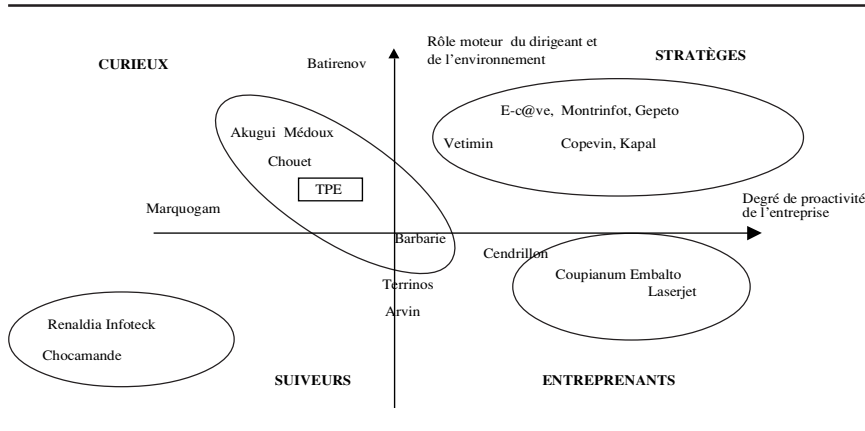 Rôle moteur du dirigeant et
de l'environnement
CURIEUX
Batirenov
STRATÈGES
E-c@ve, Montrinfot, Gepeto
Akugui Médoux
Vetimin
Copevin, Kapal
Chouet
TPE
Degré de proactivité
de l'entreprise
Marquogam
Barbarie
Cendrillon
Coupianum Embalto
Terrinos
Laserjet
Arvin
Renaldia Infoteck
Chocamande
SUIVEURS
ENTREPRENANTS